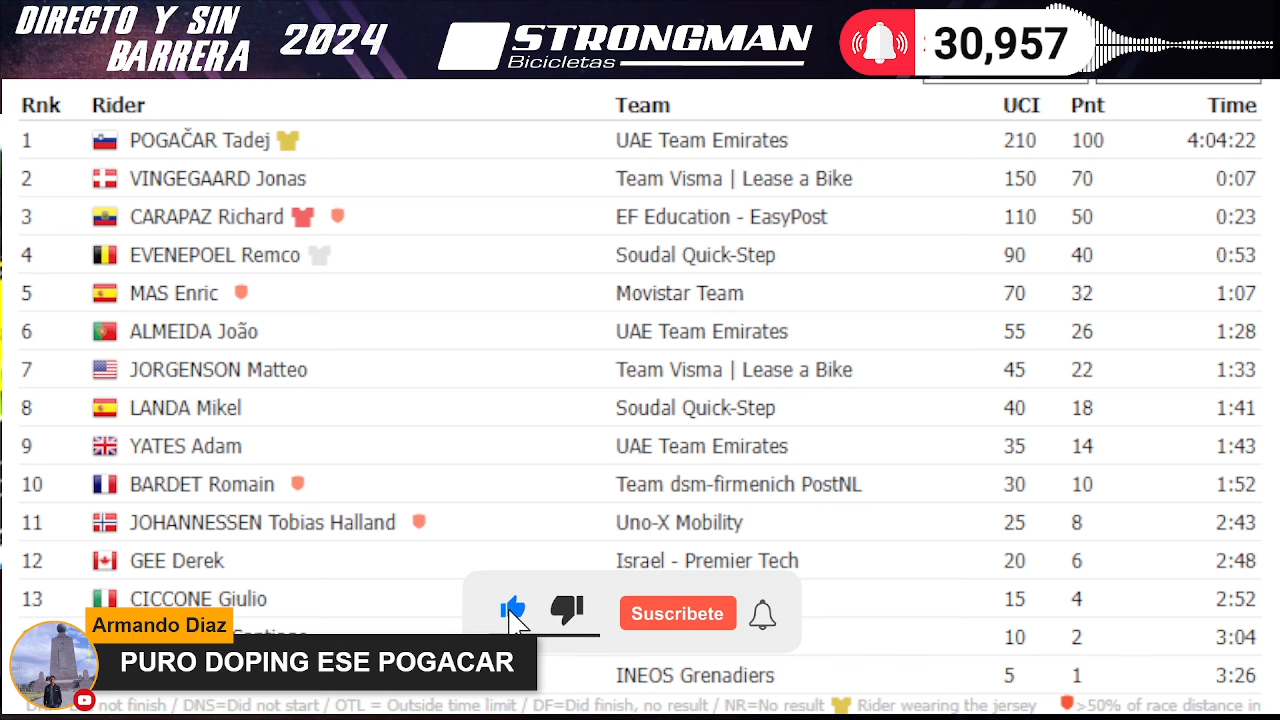 DIRECTO Y SIN
BARRERA
2024
STRONGMAN
Bicicletas
30,957
Rnk Rider Team UCI Pnt Time
1 POGAČAR Tadej UAE Team Emirates 210 100 4:04:22
2 VINGEGAARD Jonas Team Visma | Lease a Bike 150 70 0:07
3 CARAPAZ Richard EF Education - EasyPost 110 50 0:23
4 EVENEPOEL Remco Soudal Quick-Step 90 40 0:53
5 MAS Enric Movistar Team 70 32 1:07
6 ALMEIDA João UAE Team Emirates 55 26 1:28
7 JORGENSON Matteo Team Visma | Lease a Bike 45 22 1:33
8 LANDA Mikel Soudal Quick-Step 40 18 1:41
9 YATES Adam UAE Team Emirates 35 14 1:43
10 BARDET Romain Team dsm-firmenich PostNL 30 10 1:52
11 JOHANNESSEN Tobias Halland Uno-X Mobility 25 8 2:43
12 GEE Derek Israel - Premier Tech 20 6 2:48
13 CICCONE Giulio 15 4 2:52
10 2 3:04
INEOS Grenadiers 5 1 3:26
Suscribete
Armando Diaz
PURO DOPING ESE POGACAR
not finish / DNS=Did not start / OTL = Outside time limit / DF=Did finish, no result / NR=No result Rider wearing the jersey >50% of race distance in